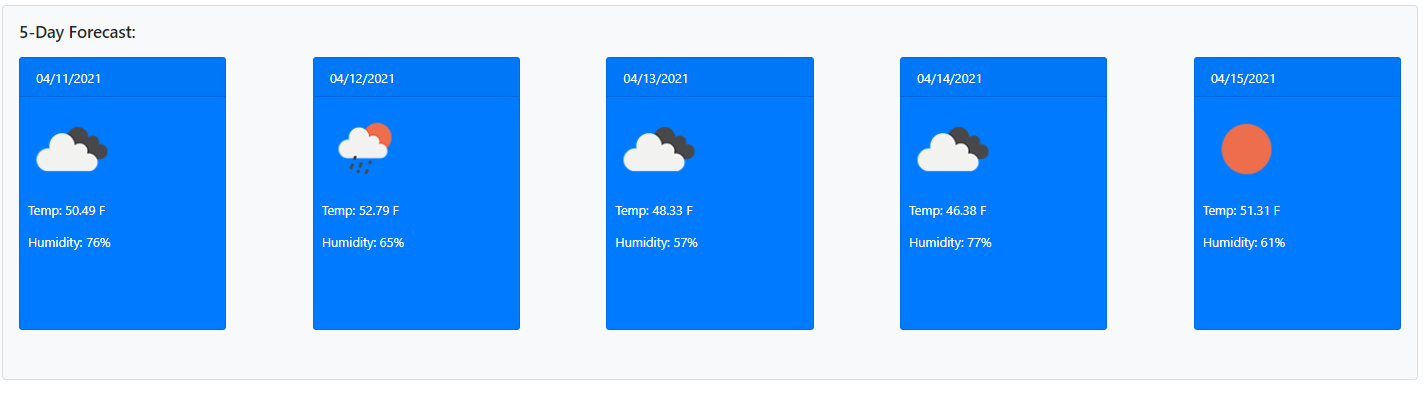 5-Day Forecast:
04/11/2021
Temp: 50.49 F
Humidity: 76%
04/12/2021
Temp: 52.79 F
Humidity: 65%
04/13/2021
Temp: 48.33 F
Humidity: 57%
04/14/2021
Temp: 46.38 F
Humidity: 77%
04/15/2021
Temp: 51.31 F
Humidity: 61%